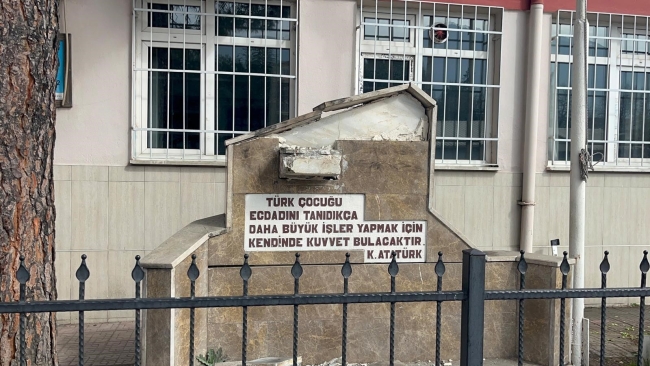 TÜRK ÇOCUĞU
ECDADINI TANIDIKÇA
DAHA BÜYÜK İŞLER YAPMAK İÇİN
KENDİNDE KUVVET BULACAKTIR.
K. ATATÜRK